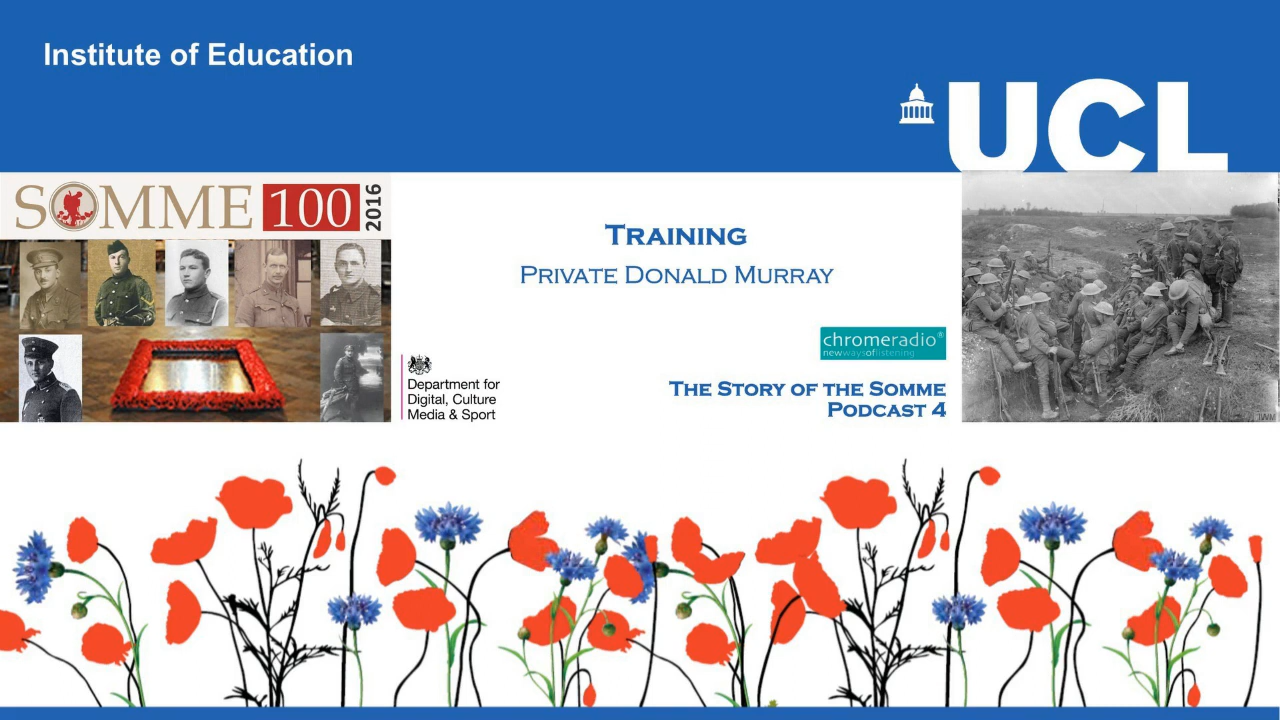 Institute of Education
UCL
SOMME 100 2016
TRAINING
PRIVATE DONALD MURRAY
chromeradio®
newwaysoflistening
Department for
Digital, Culture
Media & Sport
THE STORY OF THE SOMME
PODCAST 4
IWM